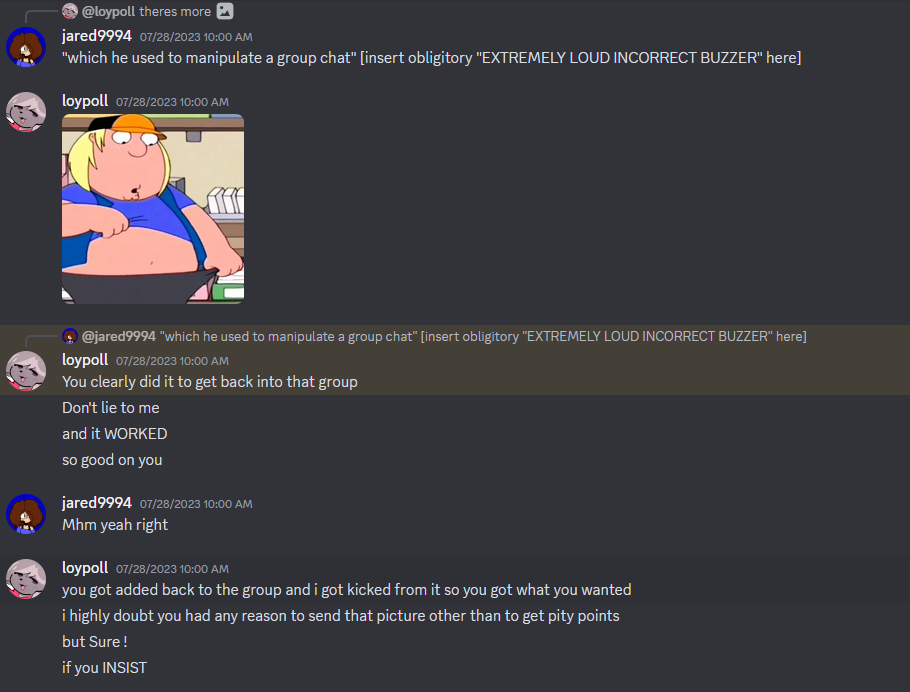 @loypoll theres more
jared9994 07/28/2023 10:00 AM
"which he used to manipulate a group chat" [insert obligitory "EXTREMELY LOUD INCORRECT BUZZER" here]
loypoll 07/28/2023 10:00 AM
@jared9994 "which he used to manipulate a group chat" [insert obligitory "EXTREMELY LOUD INCORRECT BUZZER" here]
loypoll 07/28/2023 10:00 AM
You clearly did it to get back into that group
Don't lie to me
and it WORKED
so good on you
jared9994 07/28/2023 10:00 AM
Mhm yeah right
loypoll 07/28/2023 10:00 AM
you got added back to the group and i got kicked from it so you got what you wanted
i highly doubt you had any reason to send that picture other than to get pity points
but Sure !
if you INSIST